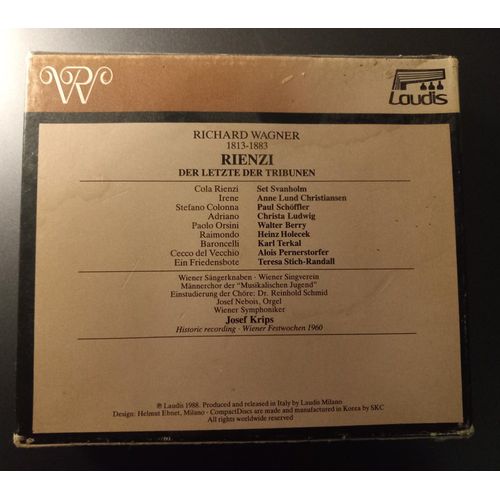 VR
Laudis
RICHARD WAGNER
1813-1883
RIENZI
DER LETZTE DER TRIBUNEN
Cola Rienzi Set Svanholm
Irene Anne Lund Christiansen
Stefano Colonna Paul Schöffler
Adriano Christa Ludwig
Paolo Orsini Walter Berry
Raimondo Heinz Holecek
Baroncelli Karl Terkal
Cecco del Vecchio Alois Pernerstorfer
Ein Friedensbote Teresa Stich-Randall
Wiener Sängerknaben · Wiener Singverein
Männerchor der "Musikalischen Jugend"
Einstudierung der Chöre: Dr. Reinhold Schmid
Josef Nebois, Orgel
Wiener Symphoniker
Josef Krips
Historic recording · Wiener Festwochen 1960
℗ Laudis 1988. Produced and released in Italy by Laudis Milano
Design: Helmut Ebnet, Milano - CompactDiscs are made and manufactured in Korea by SKC
All rights worldwide reserved